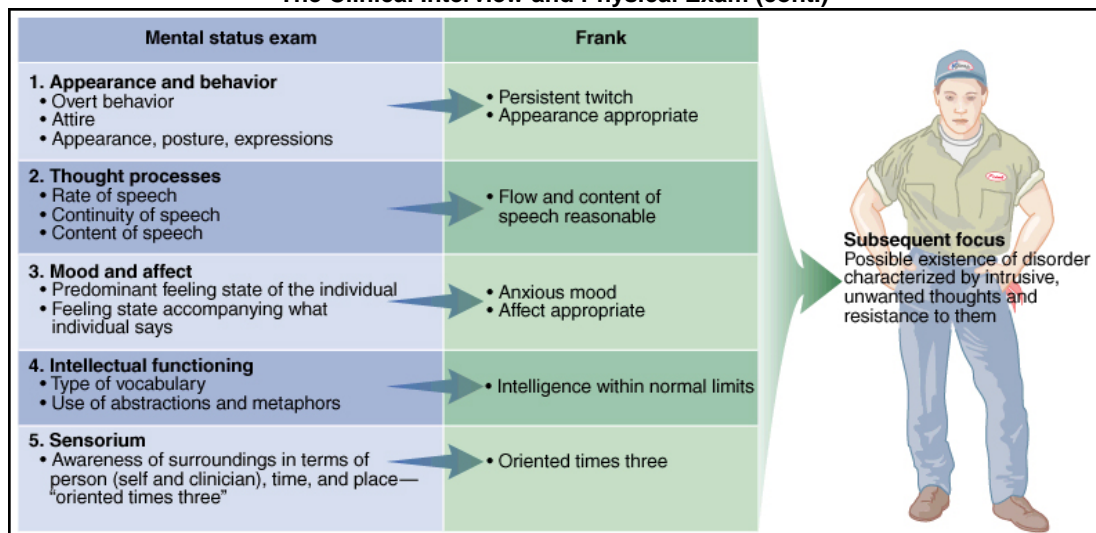 The Clinical Interview and Physical Exam (cont.)
Mental status exam
Frank
1. Appearance and behavior
• Overt behavior
• Attire
• Appearance, posture, expressions
• Persistent twitch
• Appearance appropriate
2. Thought processes
• Rate of speech
• Continuity of speech
• Content of speech
• Flow and content of
speech reasonable
3. Mood and affect
• Predominant feeling state of the individual
• Feeling state accompanying what
individual says
• Anxious mood
• Affect appropriate
4. Intellectual functioning
• Type of vocabulary
• Use of abstractions and metaphors
• Intelligence within normal limits
5. Sensorium
• Awareness of surroundings in terms of
person (self and clinician), time, and place—
“oriented times three”
• Oriented times three
Frank
Subsequent focus
Possible existence of disorder
characterized by intrusive,
unwanted thoughts and
resistance to them